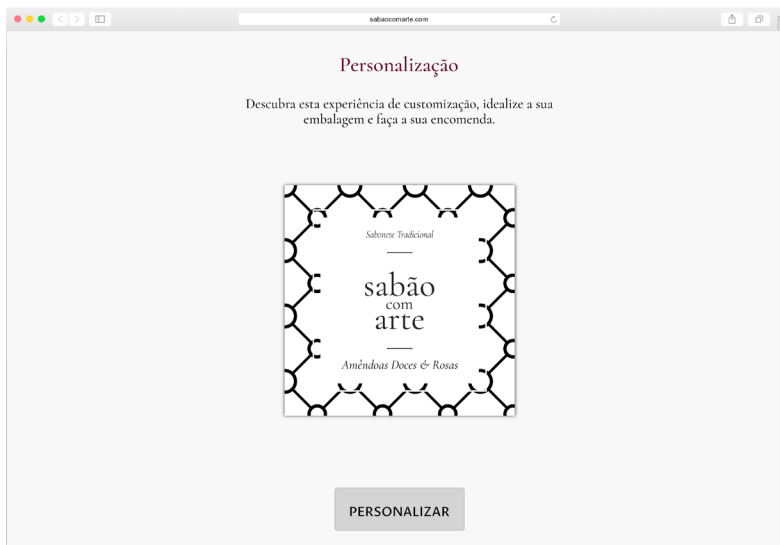 sabaocomarte.com
Personalização
Descubra esta experiência de customização, idealize a sua
embalagem e faça a sua encomenda.
Sabonete Tradicional
sabão
com
arte
Amêndoas Doces & Rosas
PERSONALIZAR